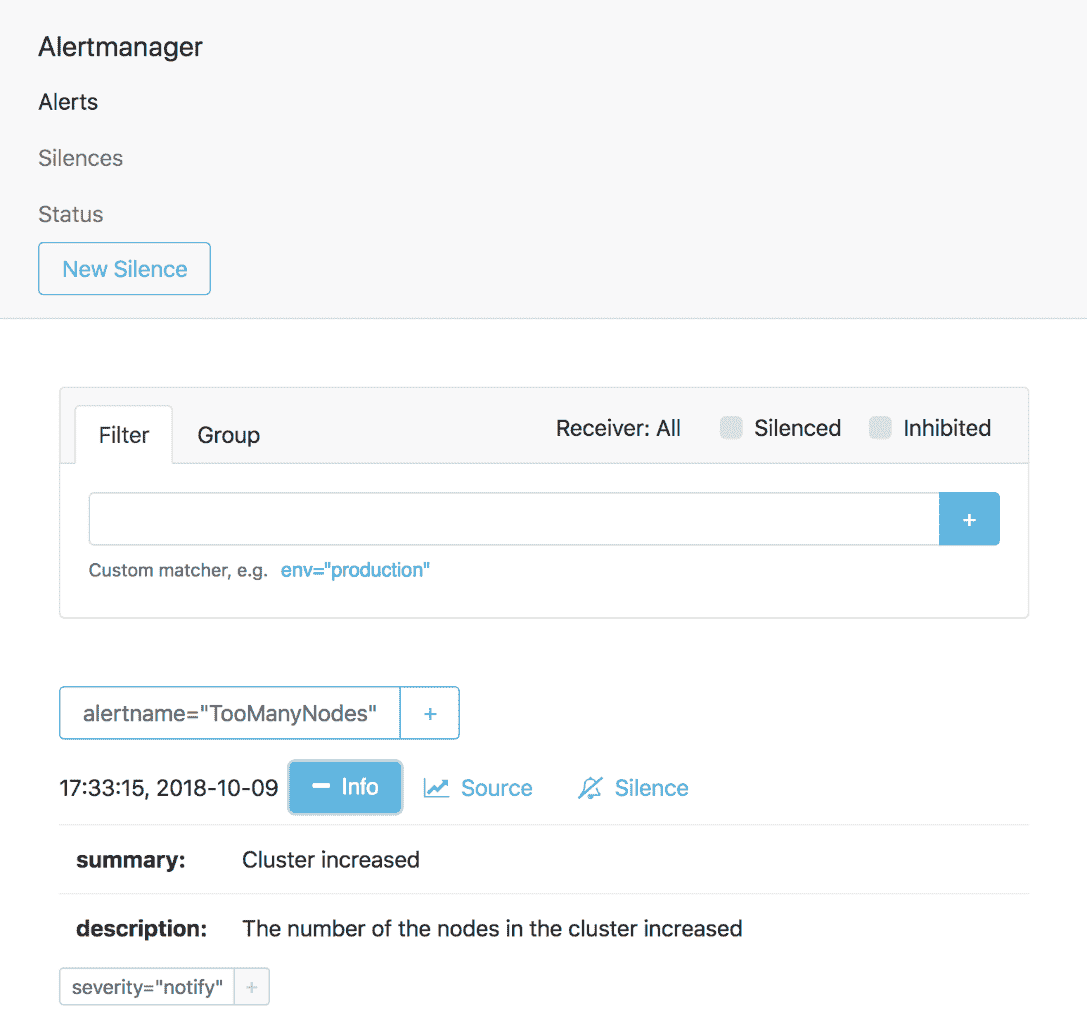 Alertmanager
Alerts
Silences
Status
New Silence
Filter Group Receiver: All Silenced Inhibited
+
Custom matcher, e.g. env="production"
alertname="TooManyNodes" +
17:33:15, 2018-10-09 − Info Source Silence
summary: Cluster increased
description: The number of the nodes in the cluster increased
severity="notify" +